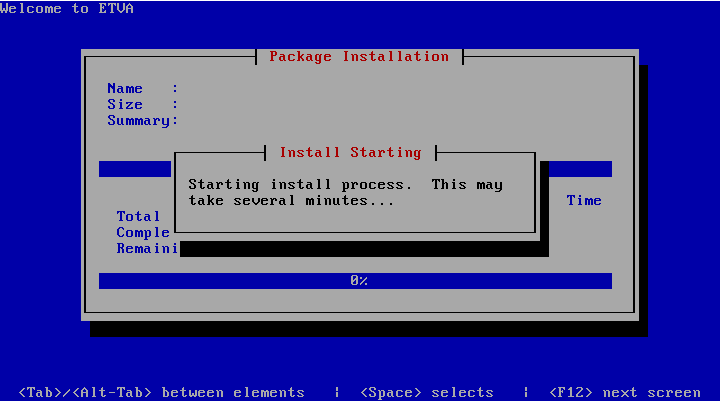 Welcome to ETVA
Package Installation
Name :
Size :
Summary:
Install Starting
Starting install process. This may
take several minutes...
Time
Total
Comple
Remaini
0%
<Tab>/<Alt-Tab> between elements | <Space> selects | <F12> next screen